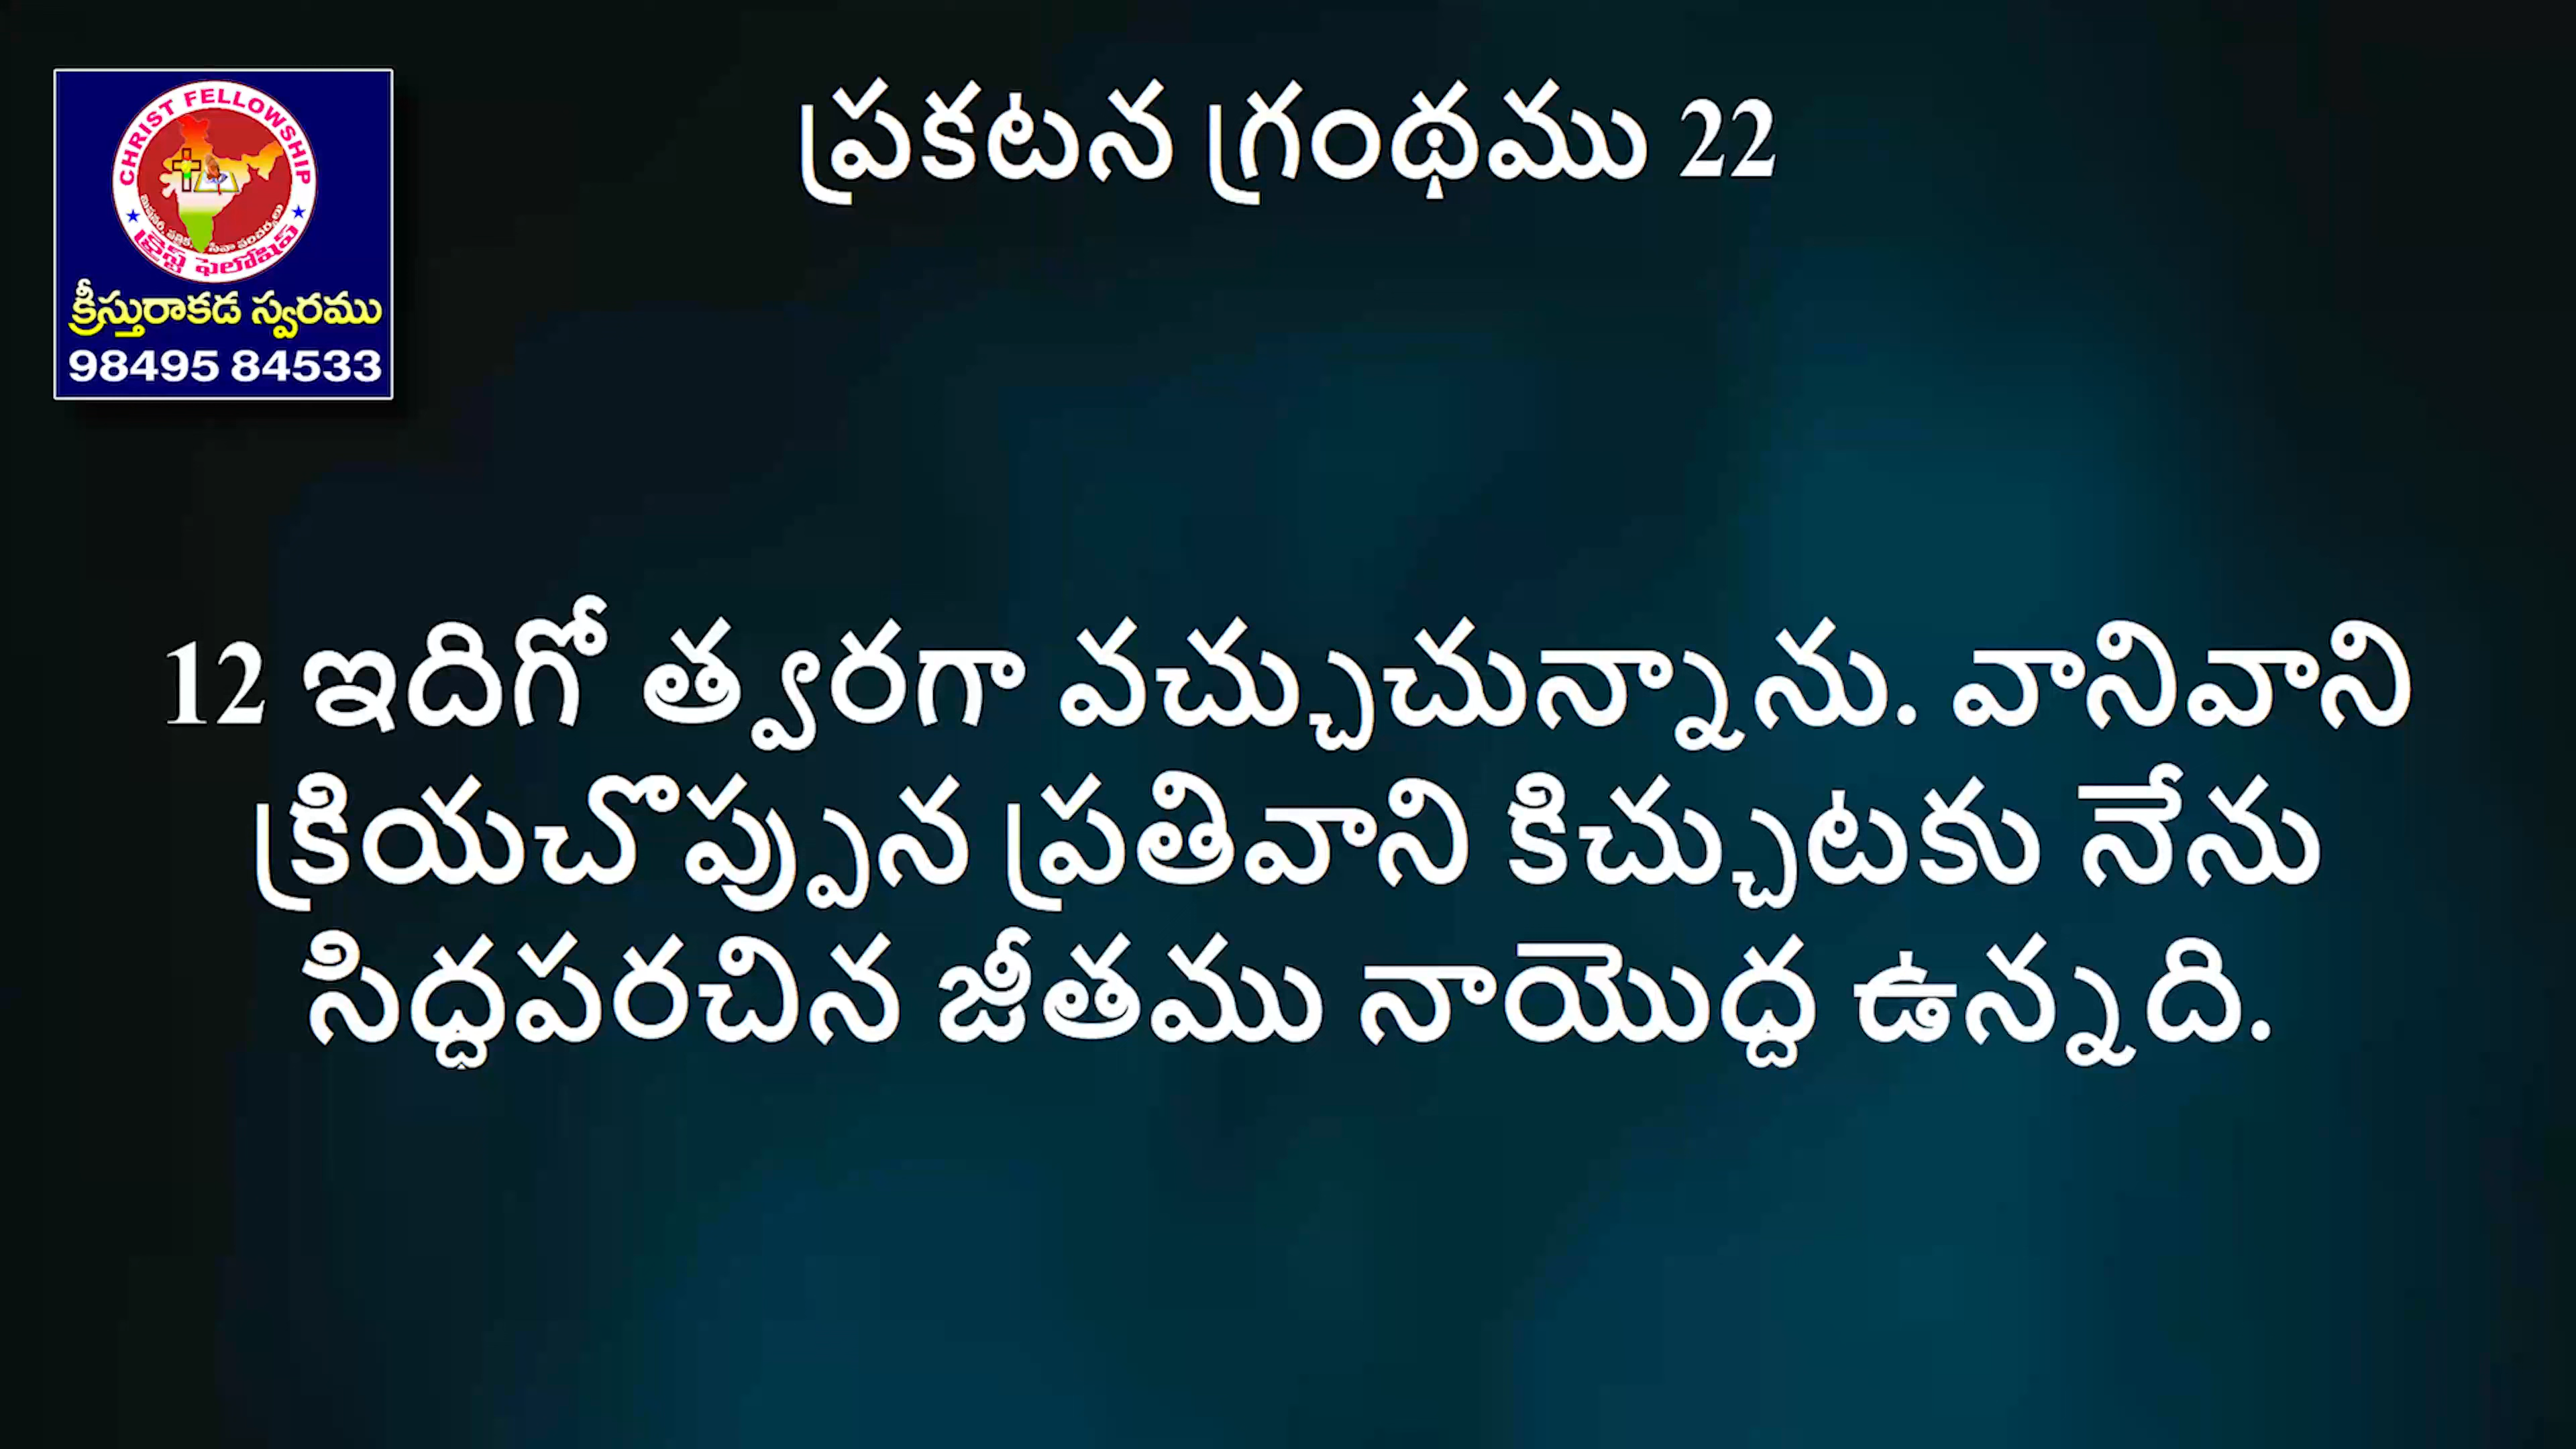 ప్రకటన గ్రంథము 22
CHRIST FELLOWSHIP
క్రైస్ట్ ఫెలోషిప్
క్రీస్తురాకడ స్వరము
98495 84533
12 ఇదిగో త్వరగా వచ్చుచున్నాను. వానివాని
క్రియచొప్పున ప్రతివాని కిచ్చుటకు నేను
సిద్ధపరచిన జీతము నాయొద్ద ఉన్నది.